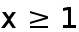 x ≥ 1